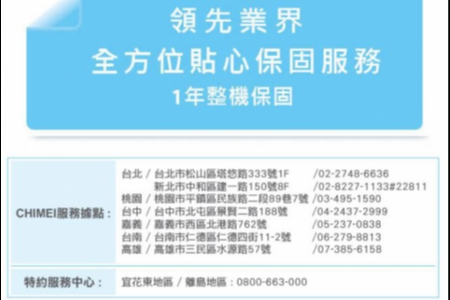 領先業界
全方位貼心保固服務
1年整機保固
CHIMEI服務據點:
台北 / 台北市松山區塔悠路333號1F /02-2748-6636
新北市中和區建一路150號8F /02-8227-1133#22811
桃園 / 桃園市平鎮區民族路二段89巷7號 /03-495-1590
台中 / 台中市北屯區景賢二路188號 /04-2437-2999
嘉義 / 嘉義市西區北港路762號 /05-237-0838
台南 / 台南市仁德區仁德四街11-2號 /06-279-8813
高雄 / 高雄市三民區水源路57號 /07-385-6158
特約服務中心: 宜花東地區 / 離島地區:0800-663-000